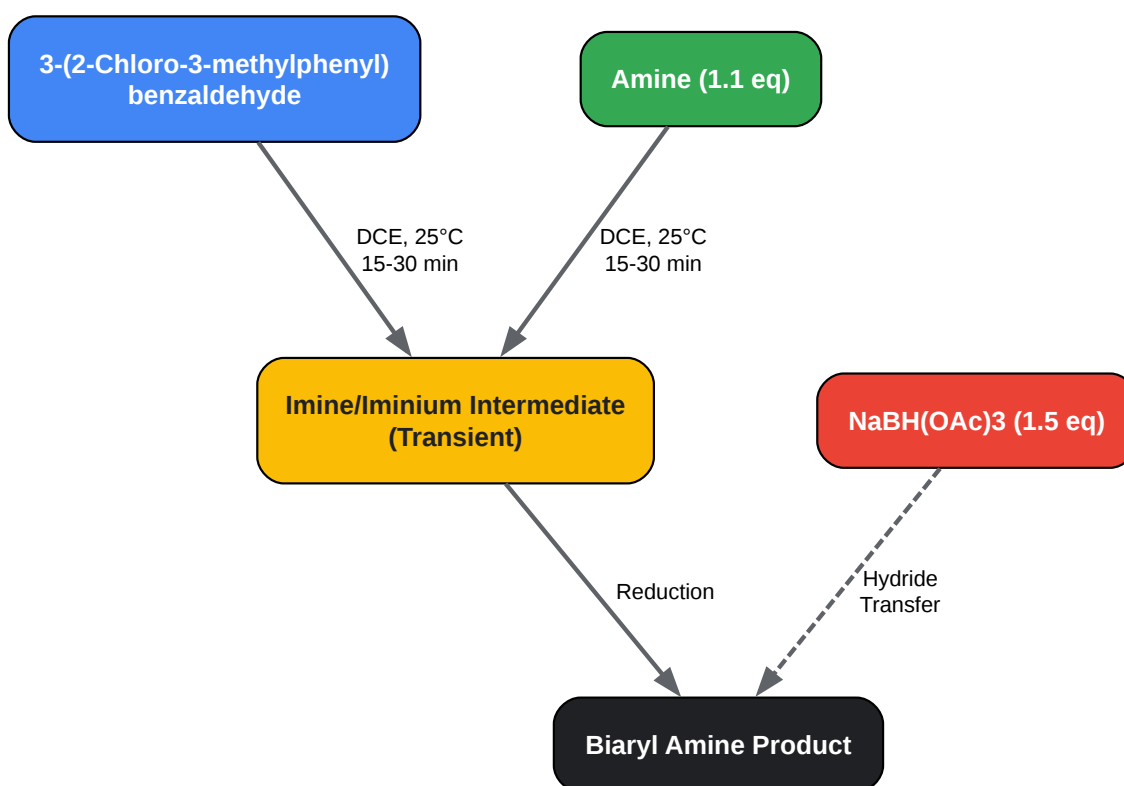 3-(2-Chloro-3-methylphenyl)
benzaldehyde
Amine (1.1 eq)
DCE, 25°C
15-30 min
DCE, 25°C
15-30 min
Imine/Iminium Intermediate
(Transient)
NaBH(OAc)3 (1.5 eq)
Reduction
Hydride
Transfer
Biaryl Amine Product